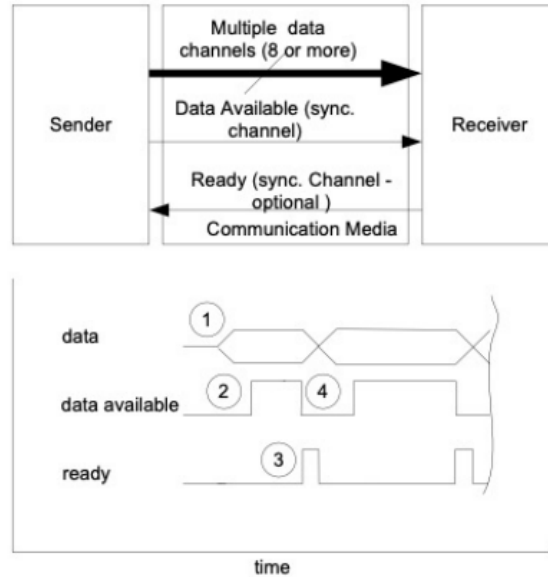 Multiple data
channels (8 or more)
Data Available (sync.
channel)
Sender
Receiver
Ready (sync. Channel -
optional )
Communication Media
1
data
2
4
data available
3
ready
time